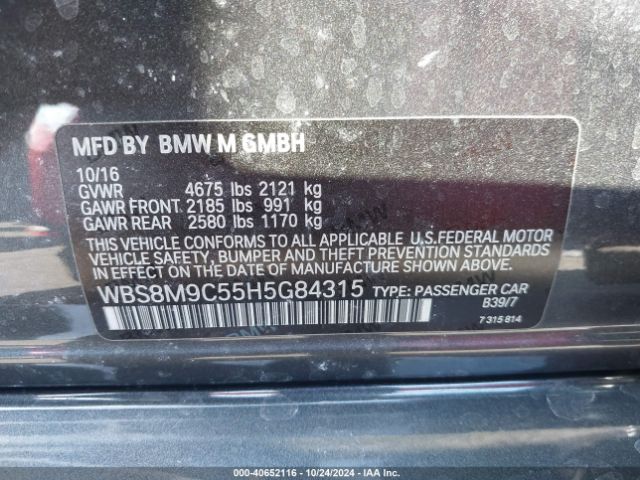 MFD BY BMW M GMBH
10/16
GVWR 4675 lbs 2121 kg
GAWR FRONT 2185 lbs 991 kg
GAWR REAR 2580 lbs 1170 kg
THIS VEHICLE CONFORMS TO ALL APPLICABLE U.S.FEDERAL MOTOR
VEHICLE SAFETY, BUMPER AND THEFT PREVENTION STANDARDS
IN EFFECT ON THE DATE OF MANUFACTURE SHOWN ABOVE.
WBS8M9C55H5G84315 TYPE: PASSENGER CAR
B39/7
7 315 814
000-40652116 - 10/24/2024 - IAA Inc.